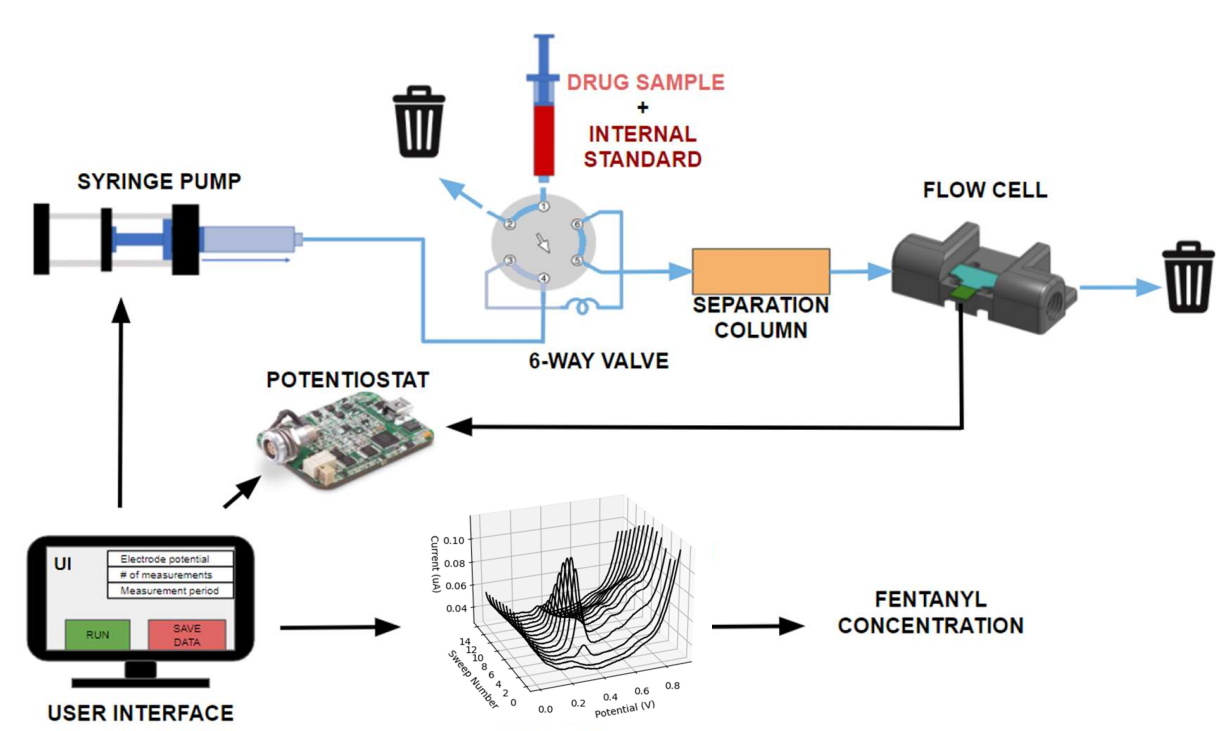 DRUG SAMPLE
+
INTERNAL
STANDARD
SYRINGE PUMP
FLOW CELL
1
2
6
3
5
4
SEPARATION
COLUMN
6-WAY VALVE
POTENTIOSTAT
UI
Electrode potential
# of measurements
Measurement period
RUN
SAVE
DATA
USER INTERFACE
Current (uA)
0.10
0.08
0.06
0.04
14
12
10
8
6
4
2
0
Sweep Number
0.0
0.2
0.4
0.6
0.8
Potential (V)
FENTANYL
CONCENTRATION